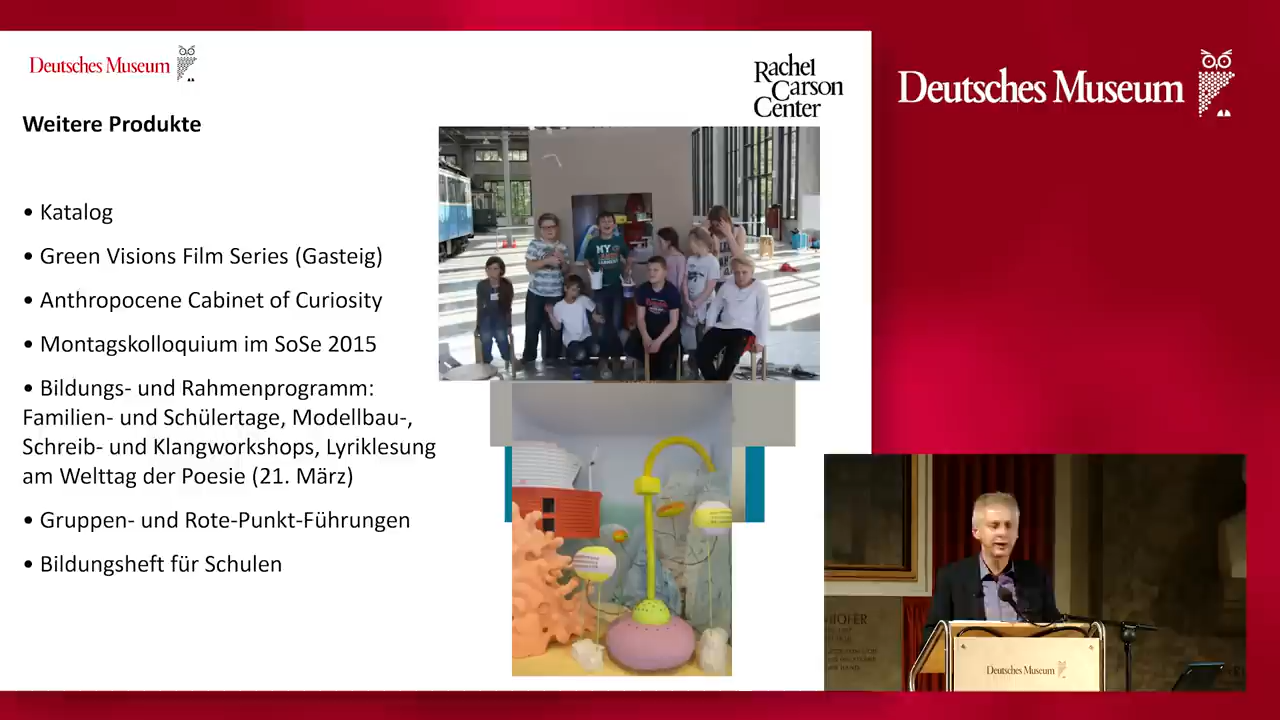 Deutsches Museum
Rachel
Carson
Center
Deutsches Museum
Weitere Produkte
• Katalog
• Green Visions Film Series (Gasteig)
• Anthropocene Cabinet of Curiosity
• Montagskolloquium im SoSe 2015
• Bildungs- und Rahmenprogramm:
Familien- und Schülertage, Modellbau-,
Schreib- und Klangworkshops, Lyriklesung
am Welttag der Poesie (21. März)
• Gruppen- und Rote-Punkt-Führungen
• Bildungsheft für Schulen
MY
Deutsches Museum